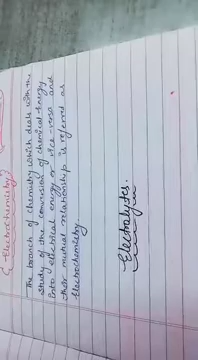 (Electrochemistry)
The branch of chemistry which deals with the
study of the conversion of chemical energy
into electrical energy or vice-versa and
their mutual relationship is referred as
Electrochemistry.
Electrolytes.